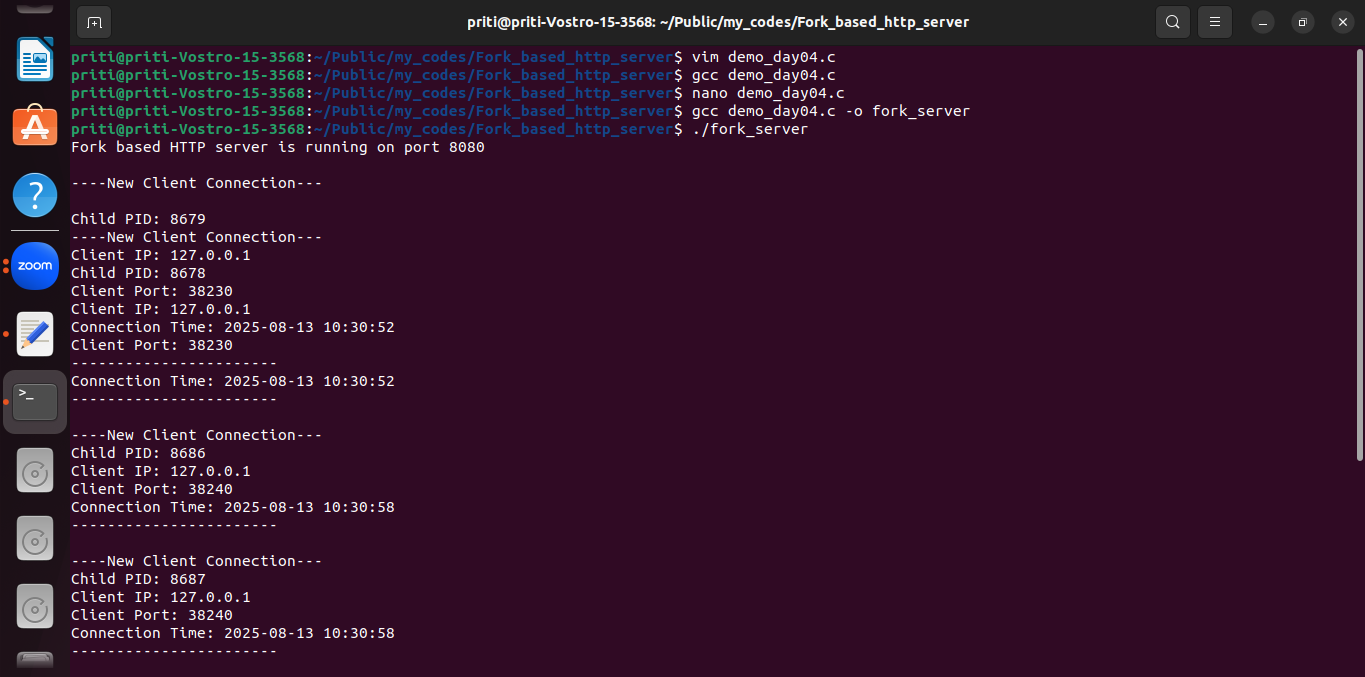 priti@priti-Vostro-15-3568: ~/Public/my_codes/Fork_based_http_server
priti@priti-Vostro-15-3568:~/Public/my_codes/Fork_based_http_server$ vim demo_day04.c
priti@priti-Vostro-15-3568:~/Public/my_codes/Fork_based_http_server$ gcc demo_day04.c
priti@priti-Vostro-15-3568:~/Public/my_codes/Fork_based_http_server$ nano demo_day04.c
priti@priti-Vostro-15-3568:~/Public/my_codes/Fork_based_http_server$ gcc demo_day04.c -o fork_server
priti@priti-Vostro-15-3568:~/Public/my_codes/Fork_based_http_server$ ./fork_server
Fork based HTTP server is running on port 8080
----New Client Connection---
Child PID: 8679
----New Client Connection---
Client IP: 127.0.0.1
Child PID: 8678
Client Port: 38230
Client IP: 127.0.0.1
Connection Time: 2025-08-13 10:30:52
Client Port: 38230
-----------------------
Connection Time: 2025-08-13 10:30:52
-----------------------
----New Client Connection---
Child PID: 8686
Client IP: 127.0.0.1
Client Port: 38240
Connection Time: 2025-08-13 10:30:58
-----------------------
----New Client Connection---
Child PID: 8687
Client IP: 127.0.0.1
Client Port: 38240
Connection Time: 2025-08-13 10:30:58
-----------------------
?
zoom
>_